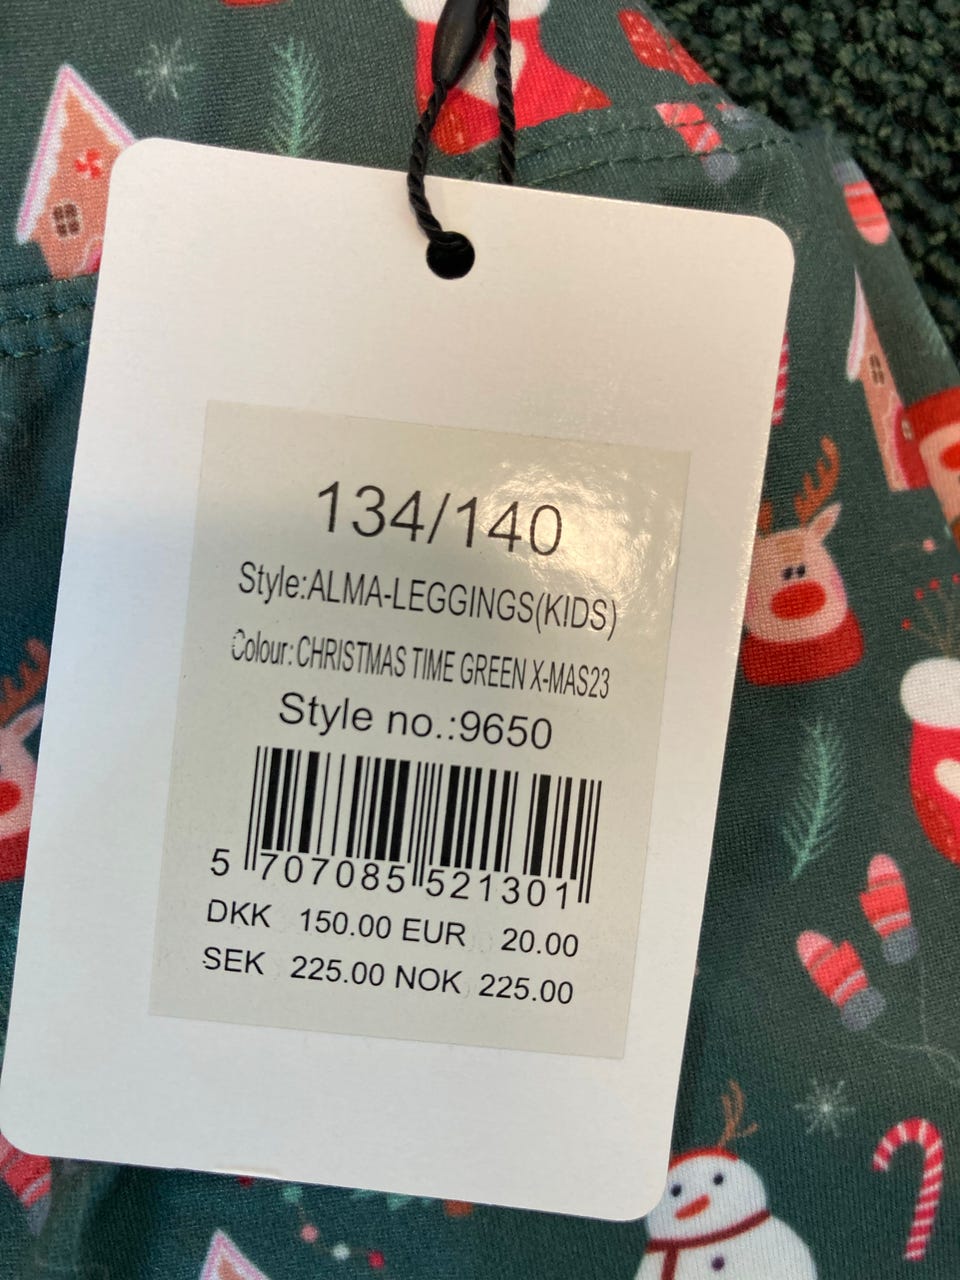 134/140
Style:ALMA-LEGGINGS(KIDS)
Colour:CHRISTMAS TIME GREEN X-MAS23
Style no.:9650
5 707085 521301
DKK 150.00 EUR 20.00
SEK 225.00 NOK 225.00